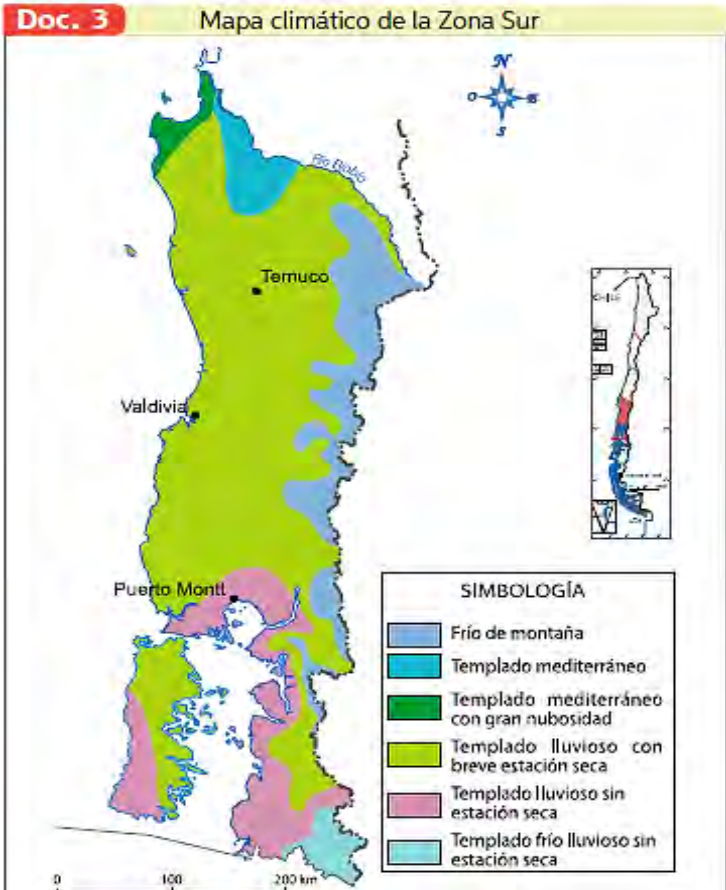 Doc. 3
Mapa climático de la Zona Sur
N
O
E
S
Río Biobío
Temuco
Valdivia
Puerto Montt
SIMBOLOGÍA
Frío de montaña
Templado mediterráneo
Templado mediterráneo
con gran nubosidad
Templado lluvioso con
breve estación seca
Templado lluvioso sin
estación seca
Templado frío lluvioso sin
estación seca
0 100 200 km